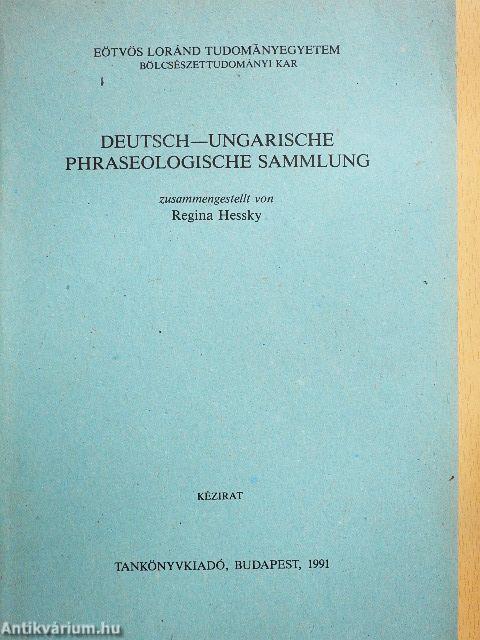 EÖTVÖS LORÁND TUDOMÁNYEGYETEM
BÖLCSÉSZETTUDOMÁNYI KAR
DEUTSCH—UNGARISCHE
PHRASEOLOGISCHE SAMMLUNG
zusammengestellt von
Regina Hessky
KÉZIRAT
TANKÖNYVKIADÓ, BUDAPEST, 1991
Antikvárium.hu